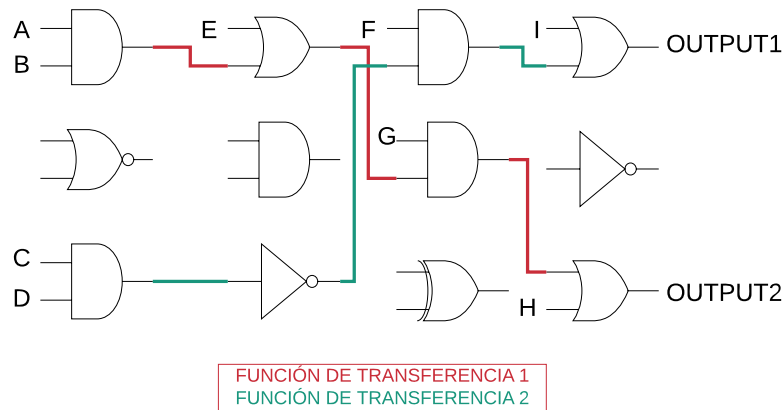 A
B
E
F
I
OUTPUT1
G
C
D
H
OUTPUT2
FUNCIÓN DE TRANSFERENCIA 1
FUNCIÓN DE TRANSFERENCIA 2